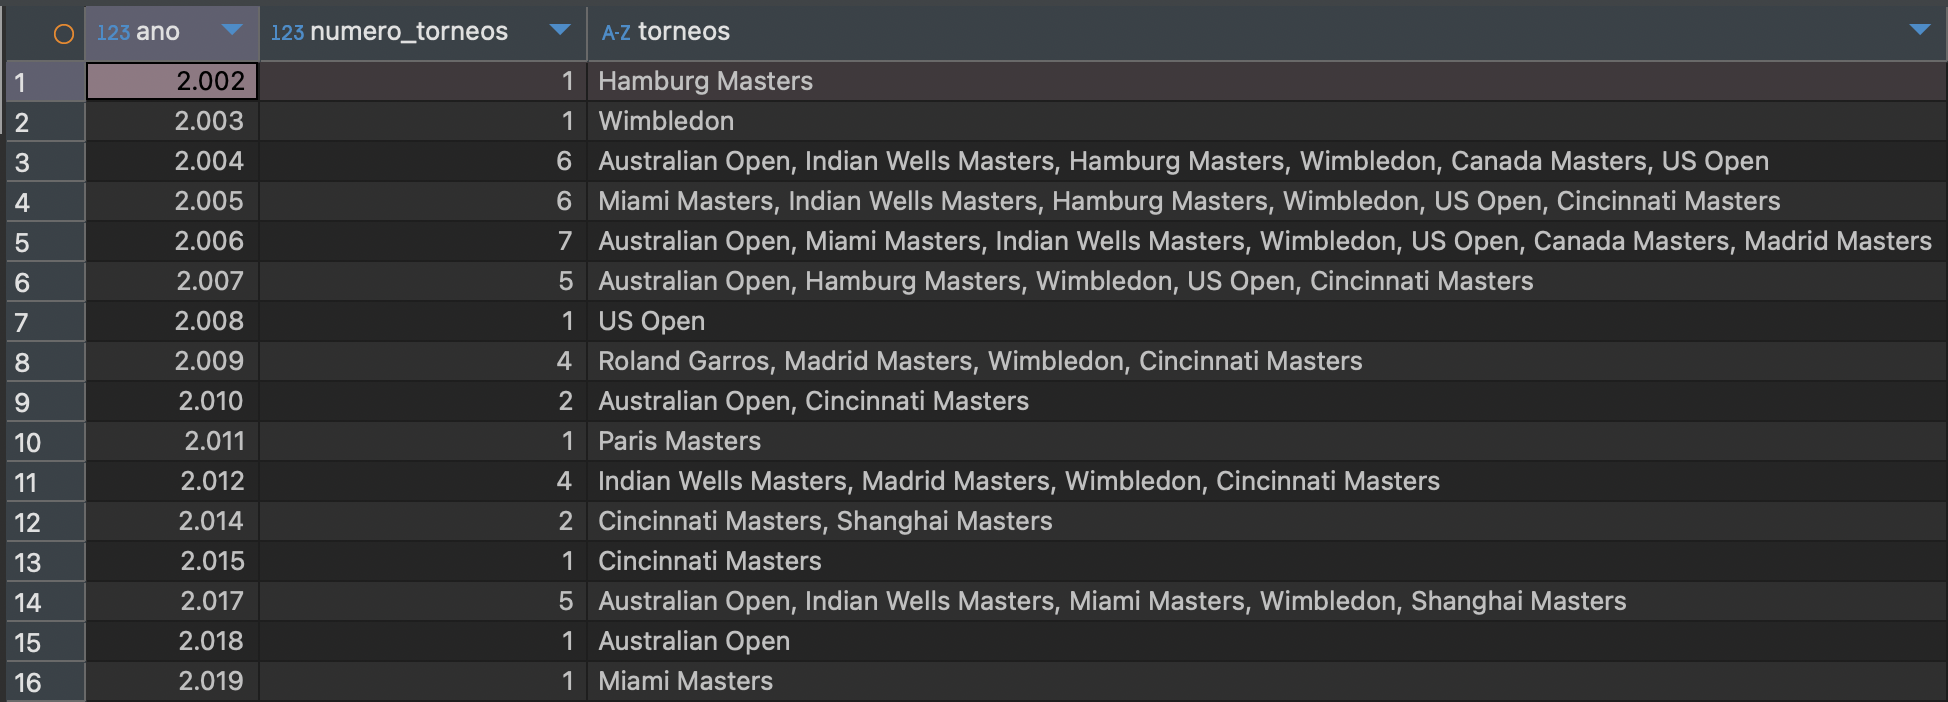 123 ano 123 numero_torneos A-Z torneos
1 2.002 1 Hamburg Masters
2 2.003 1 Wimbledon
3 2.004 6 Australian Open, Indian Wells Masters, Hamburg Masters, Wimbledon, Canada Masters, US Open
4 2.005 6 Miami Masters, Indian Wells Masters, Hamburg Masters, Wimbledon, US Open, Cincinnati Masters
5 2.006 7 Australian Open, Miami Masters, Indian Wells Masters, Wimbledon, US Open, Canada Masters, Madrid Masters
6 2.007 5 Australian Open, Hamburg Masters, Wimbledon, US Open, Cincinnati Masters
7 2.008 1 US Open
8 2.009 4 Roland Garros, Madrid Masters, Wimbledon, Cincinnati Masters
9 2.010 2 Australian Open, Cincinnati Masters
10 2.011 1 Paris Masters
11 2.012 4 Indian Wells Masters, Madrid Masters, Wimbledon, Cincinnati Masters
12 2.014 2 Cincinnati Masters, Shanghai Masters
13 2.015 1 Cincinnati Masters
14 2.017 5 Australian Open, Indian Wells Masters, Miami Masters, Wimbledon, Shanghai Masters
15 2.018 1 Australian Open
16 2.019 1 Miami Masters